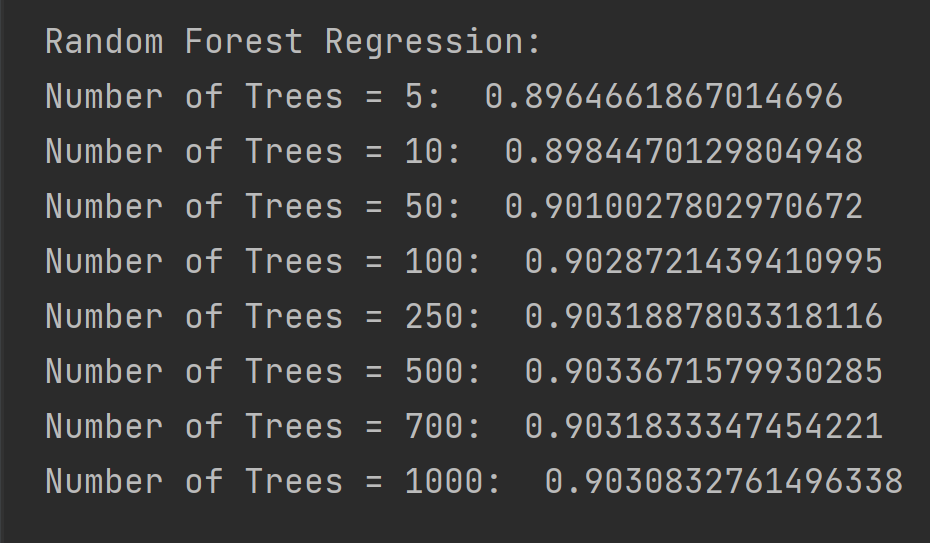 Random Forest Regression:
Number of Trees = 5:  0.8964661867014696
Number of Trees = 10:  0.8984470129804948
Number of Trees = 50:  0.9010027802970672
Number of Trees = 100:  0.9028721439410995
Number of Trees = 250:  0.9031887803318116
Number of Trees = 500:  0.9033671579930285
Number of Trees = 700:  0.9031833347454221
Number of Trees = 1000:  0.9030832761496338